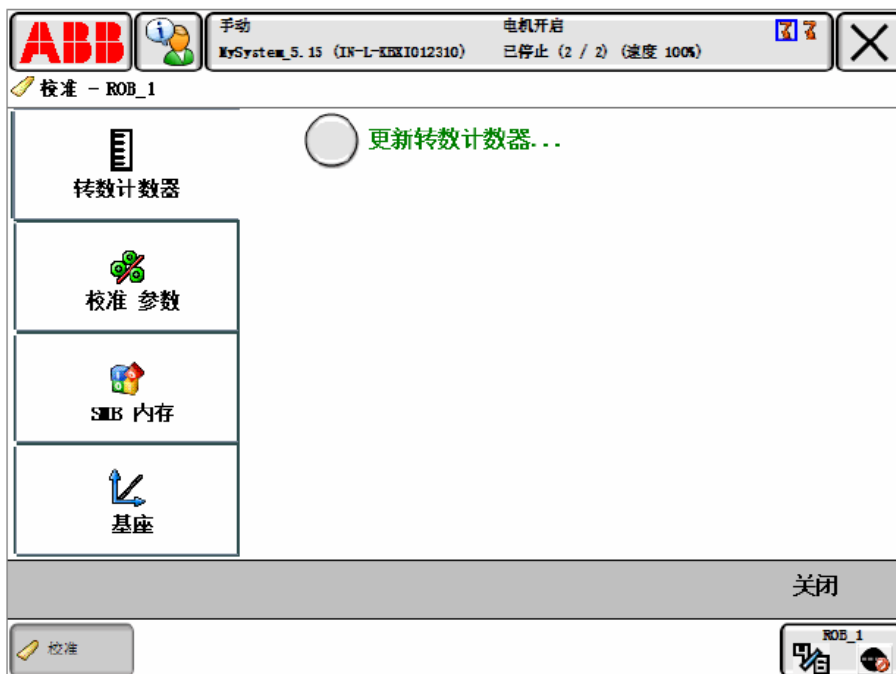 ABB
手动
电机开启
MySystem_5.15 (IN-L-KBXI012310)
已停止 (2 / 2) (速度 100%)
校准 - ROB_1
转数计数器
更新转数计数器...
校准 参数
SMB 内存
基座
关闭
校准
ROB_1